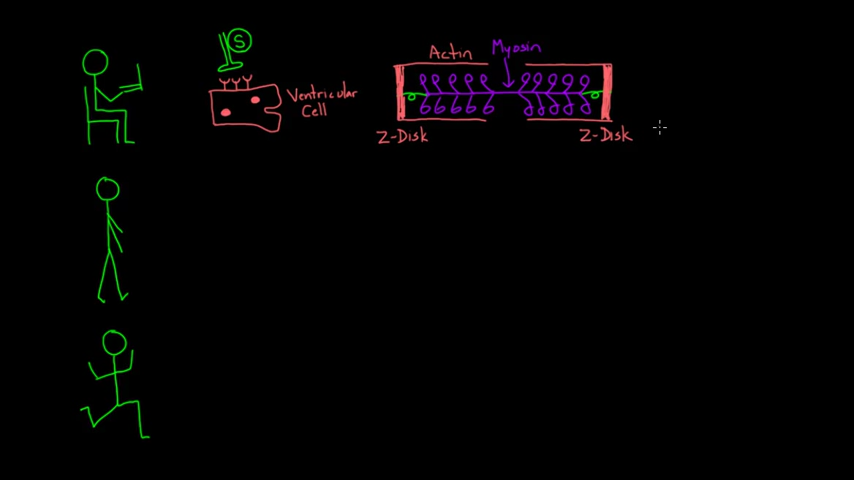 S
Actin
Myosin
Ventricular
Cell
Z-Disk
Z-Disk